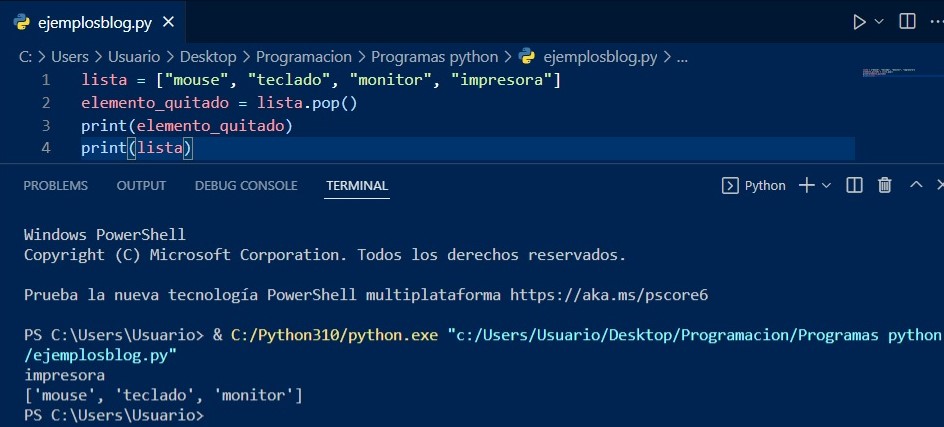 ejemplosblog.py
C: > Users > Usuario > Desktop > Programacion > Programas python > ejemplosblog.py > ...
1 lista = ["mouse", "teclado", "monitor", "impresora"]
2 elemento_quitado = lista.pop()
3 print(elemento_quitado)
4 print(lista)
PROBLEMS OUTPUT DEBUG CONSOLE TERMINAL Python
Windows PowerShell
Copyright (C) Microsoft Corporation. Todos los derechos reservados.
Prueba la nueva tecnología PowerShell multiplataforma https://aka.ms/pscore6
PS C:\Users\Usuario> & C:/Python310/python.exe "c:/Users/Usuario/Desktop/Programacion/Programas python
/ejemplosblog.py"
impresora
['mouse', 'teclado', 'monitor']
PS C:\Users\Usuario>